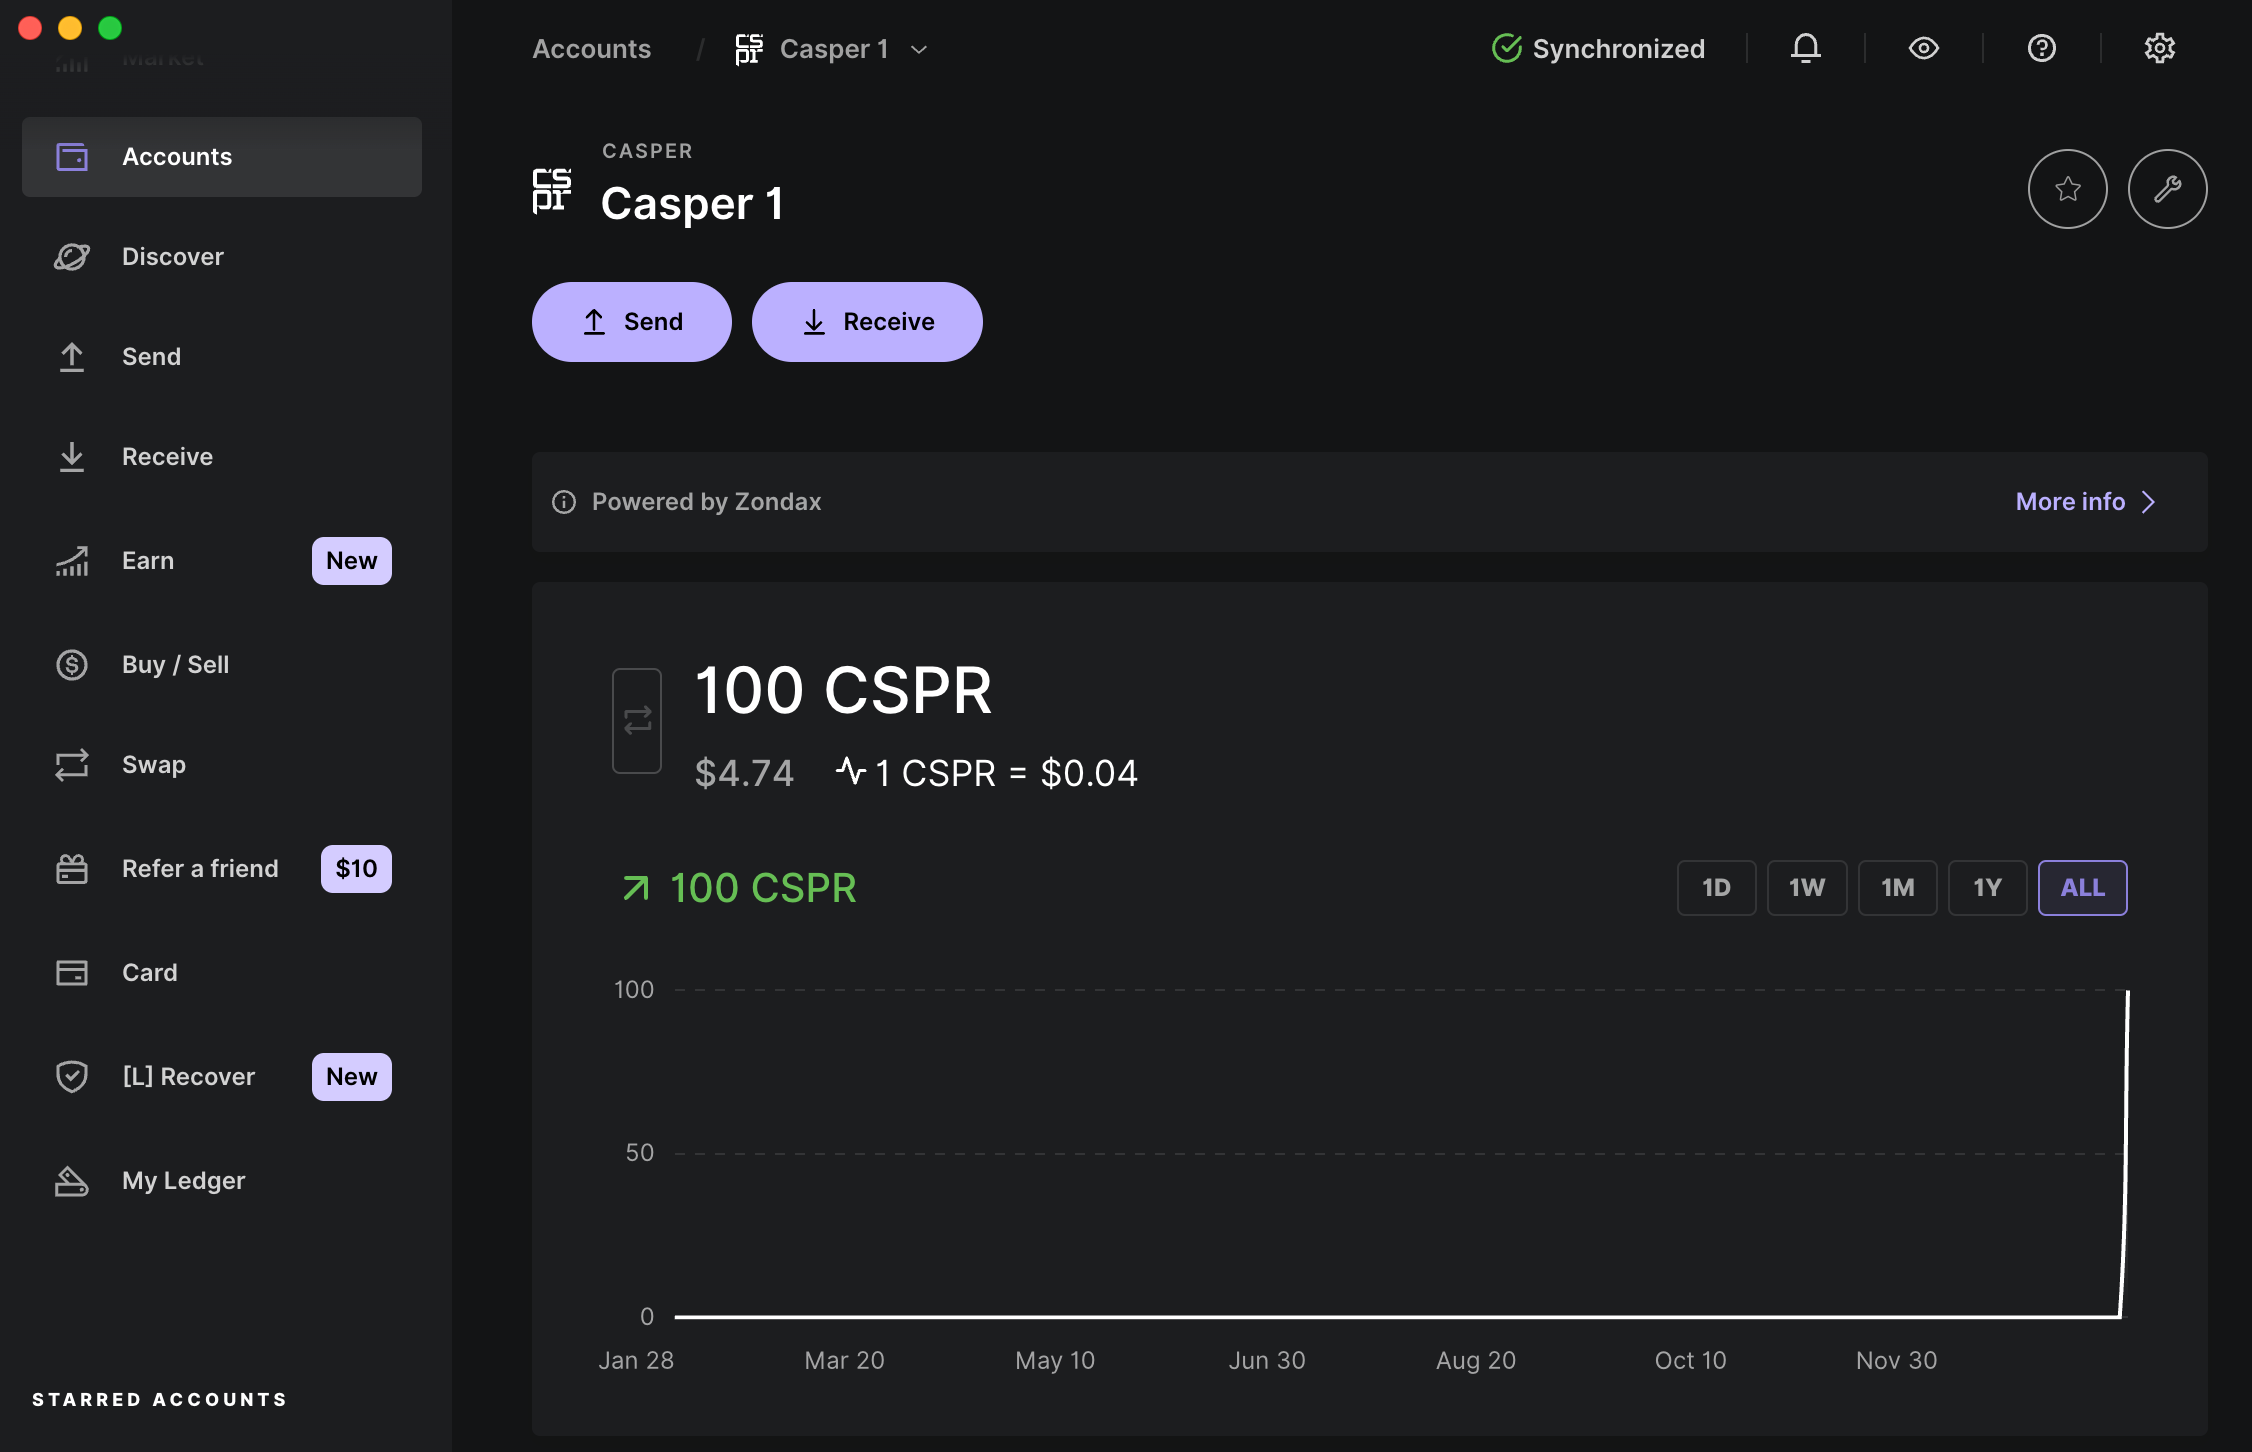 Market
Accounts
Discover
Send
Receive
Earn New
Buy / Sell
Swap
Refer a friend $10
Card
[L] Recover New
My Ledger
STARRED ACCOUNTS
Accounts / Casper 1
Synchronized
CASPER
Casper 1
Send Receive
Powered by Zondax More info
100 CSPR
$4.74 1 CSPR = $0.04
100 CSPR 1D 1W 1M 1Y ALL
100
50
0
Jan 28 Mar 20 May 10 Jun 30 Aug 20 Oct 10 Nov 30